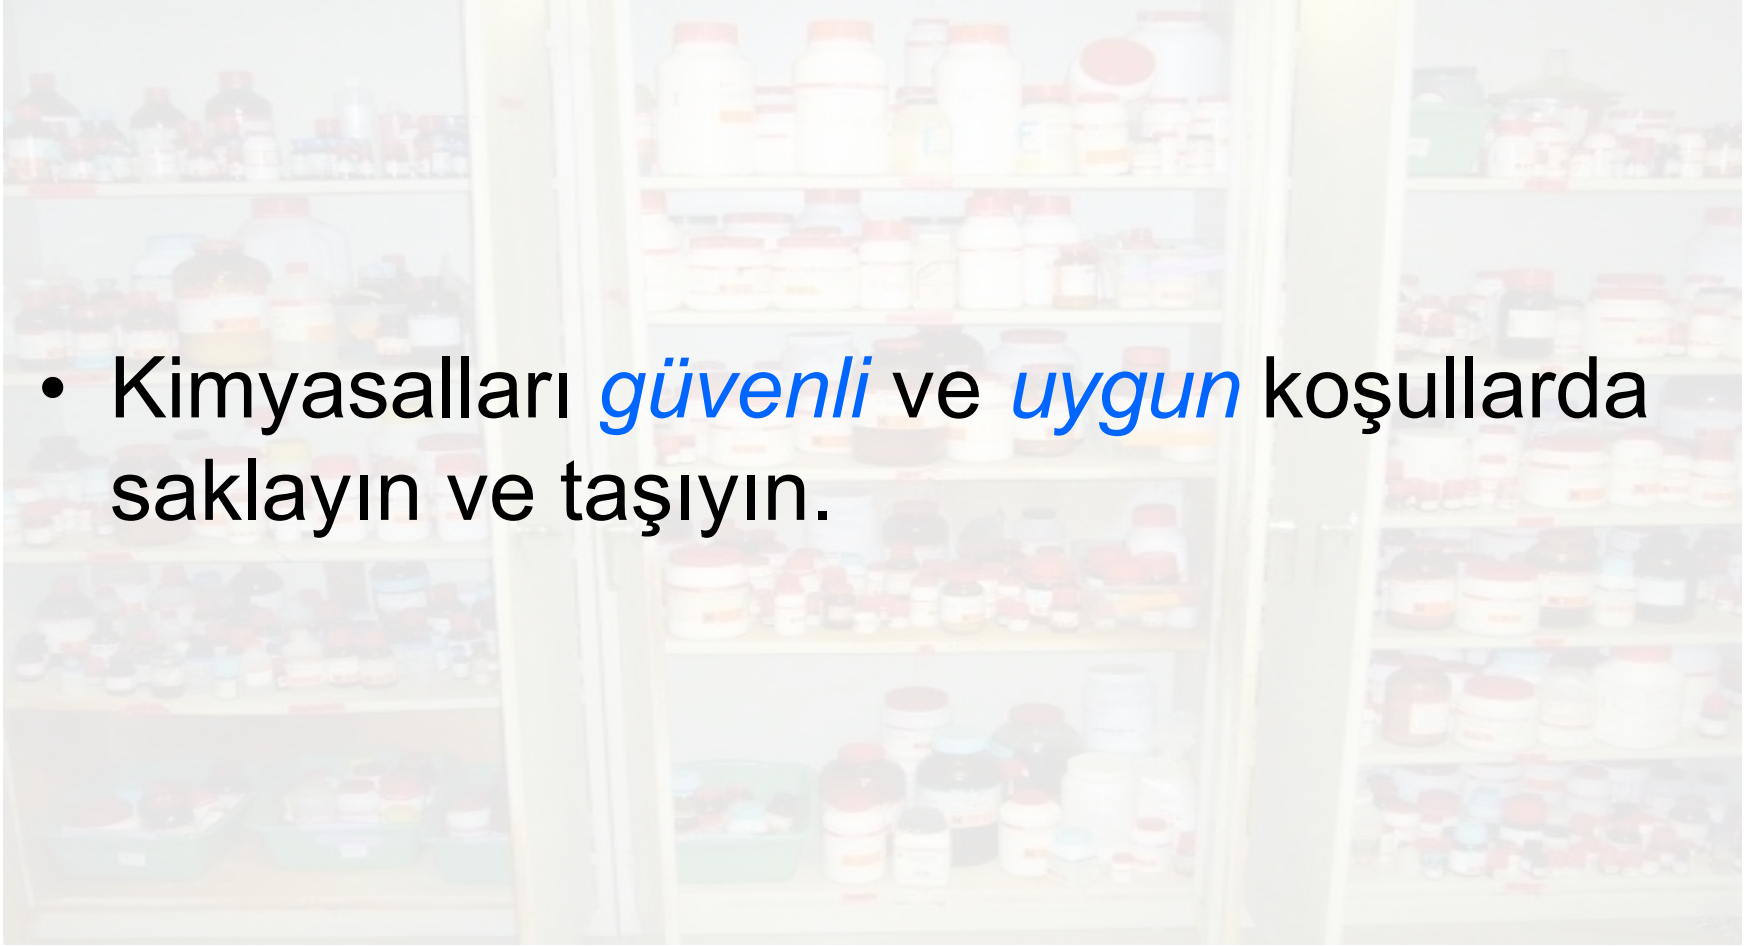 • Kimyasalları güvenli ve uygun koşullarda
saklayın ve taşıyın.